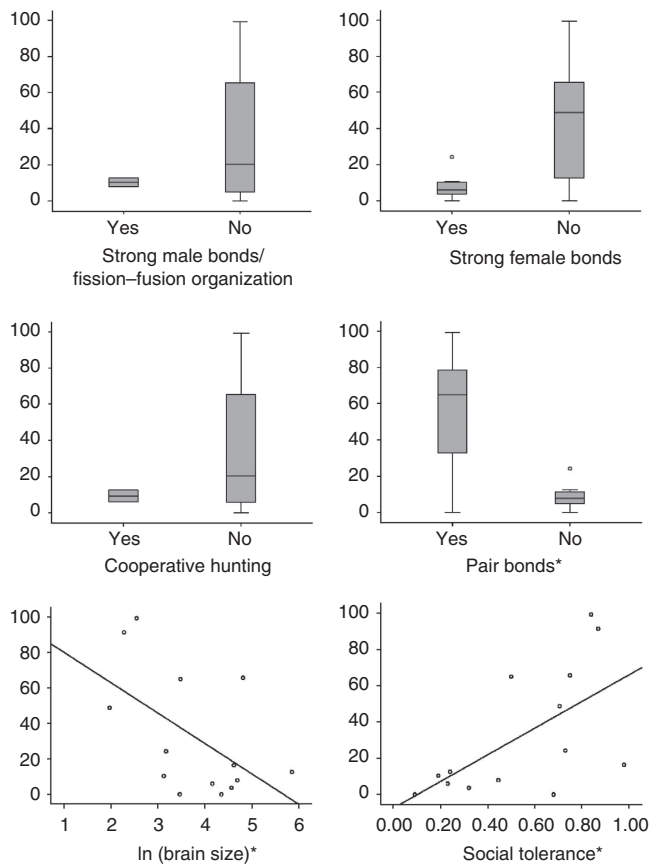 100
80
60
40
20
0
Yes No
Strong male bonds/
fission–fusion organization
100
80
60
40
20
0
Yes No
Strong female bonds
100
80
60
40
20
0
Yes No
Cooperative hunting
100
80
60
40
20
0
Yes No
Pair bonds*
100
80
60
40
20
0
1 2 3 4 5 6
ln (brain size)*
100
80
60
40
20
0
0.00 0.20 0.40 0.60 0.80 1.00
Social tolerance*